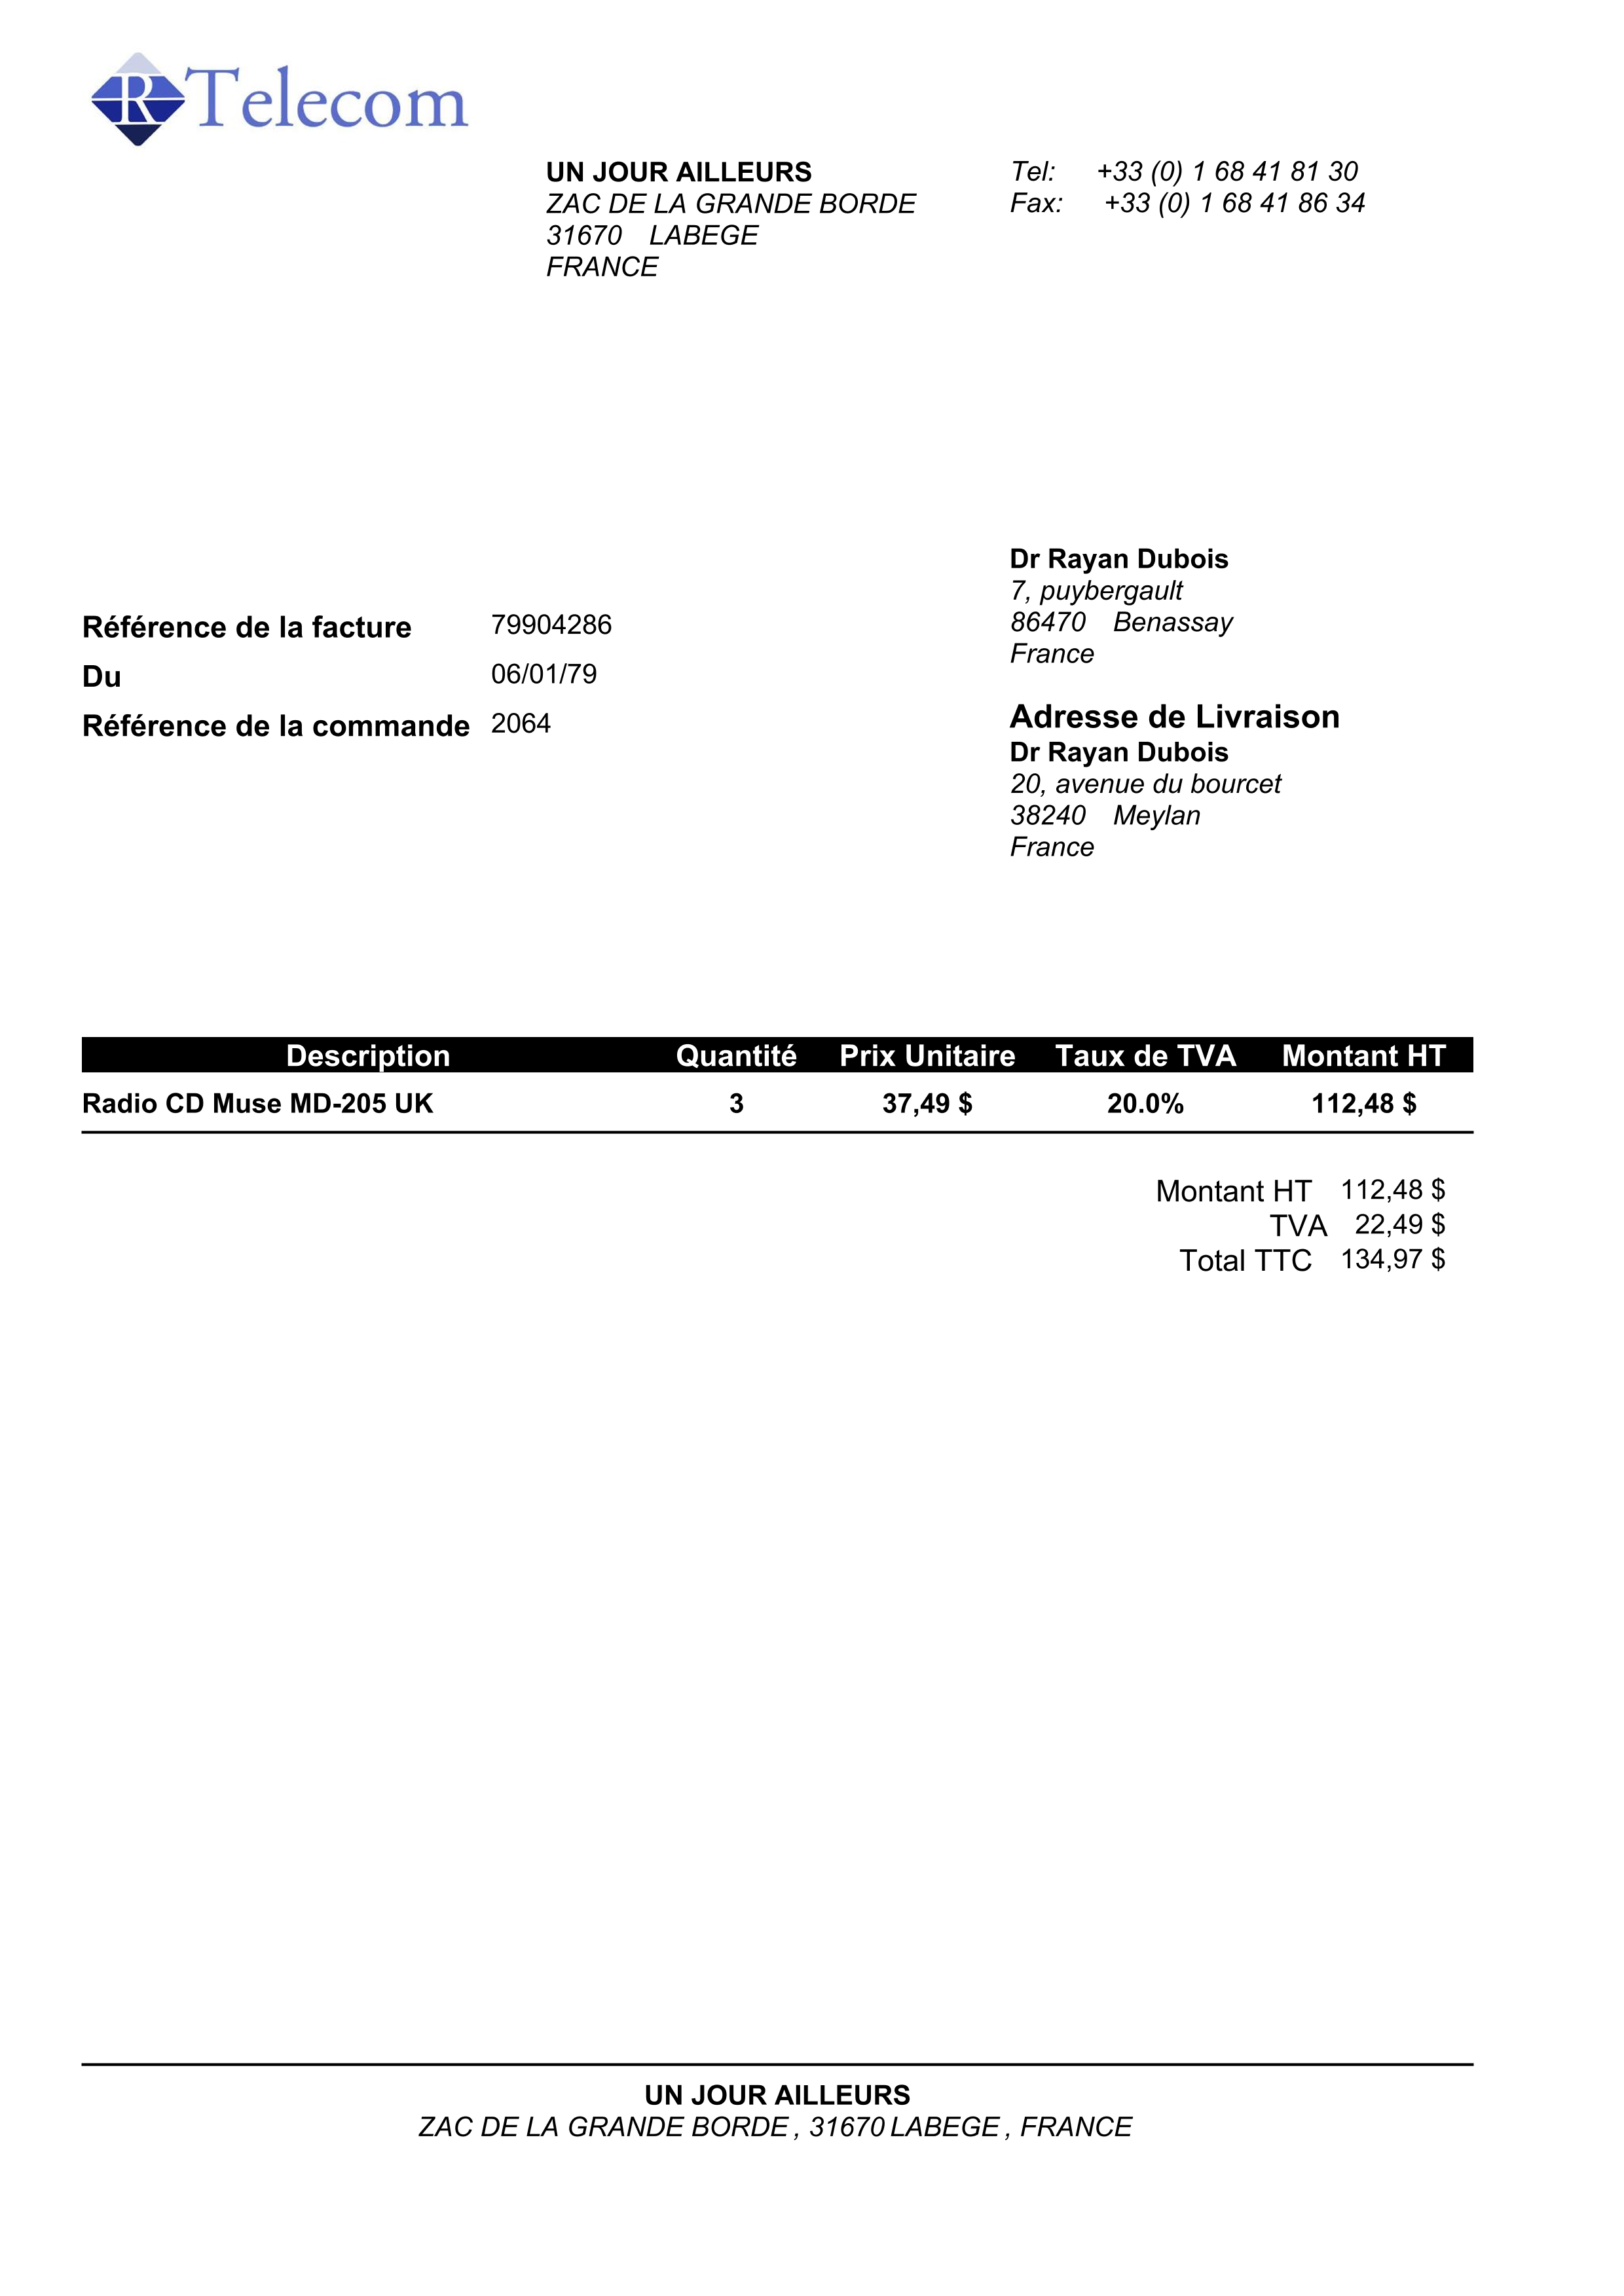 R Telecom
UN JOUR AILLEURS
ZAC DE LA GRANDE BORDE
31670 LABEGE
FRANCE
Tel: +33 (0) 1 68 41 81 30
Fax: +33 (0) 1 68 41 86 34
Dr Rayan Dubois
7, puybergault
86470 Benassay
France
Référence de la facture 79904286
Du 06/01/79
Référence de la commande 2064
Adresse de Livraison
Dr Rayan Dubois
20, avenue du bourcet
38240 Meylan
France
Description Quantité Prix Unitaire Taux de TVA Montant HT
Radio CD Muse MD-205 UK 3 37,49 $ 20.0% 112,48 $
Montant HT 112,48 $
TVA 22,49 $
Total TTC 134,97 $
UN JOUR AILLEURS
ZAC DE LA GRANDE BORDE , 31670 LABEGE , FRANCE